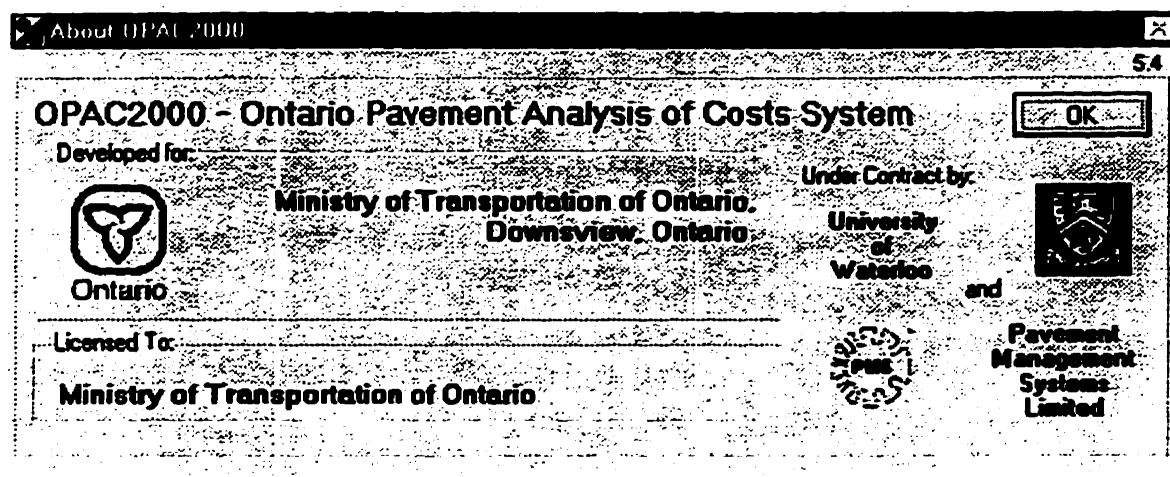 About OPAC2000
5.4
OPAC2000 - Ontario Pavement Analysis of Costs System
OK
Developed for:
Ministry of Transportation of Ontario,
Downsview, Ontario
Ontario
Under Contract by:
University
of
Waterloo
and
PMS
Pavement
Management
Systems
Limited
Licensed To:
Ministry of Transportation of Ontario